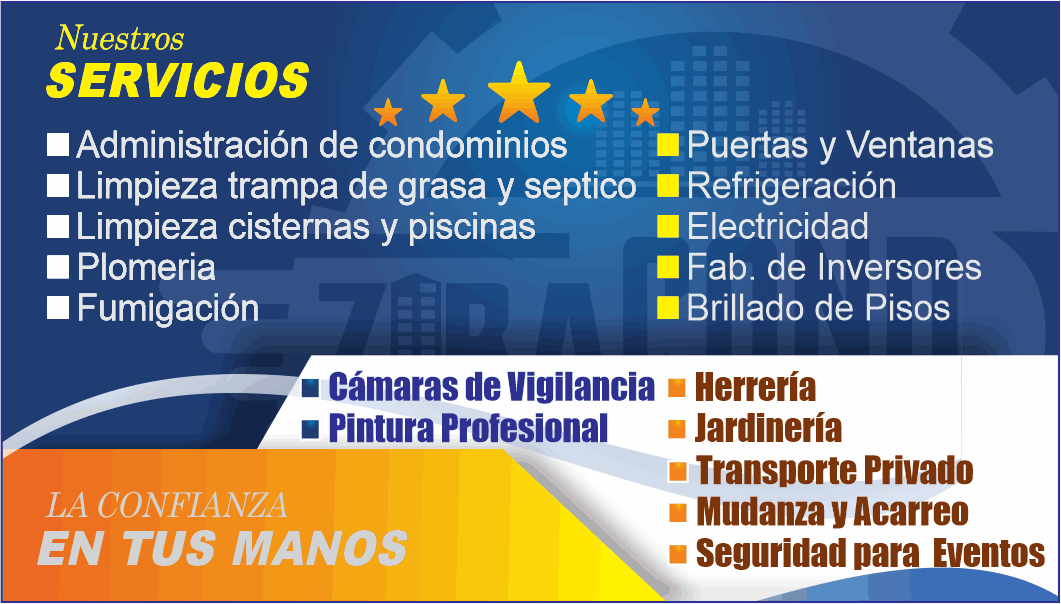 Nuestros
SERVICIOS
Administración de condominios
Limpieza trampa de grasa y septico
Limpieza cisternas y piscinas
Plomeria
Fumigación
Puertas y Ventanas
Refrigeración
Electricidad
Fab. de Inversores
Brillado de Pisos
Cámaras de Vigilancia
Pintura Profesional
Herrería
Jardinería
Transporte Privado
Mudanza y Acarreo
Seguridad para Eventos
LA CONFIANZA
EN TUS MANOS